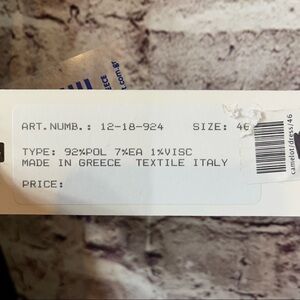 ART.NUMB.: 12-18-924 SIZE: 46
TYPE: 92%POL 7%EA 1%VISC
MADE IN GREECE TEXTILE ITALY
PRICE:
camelot/dress/46